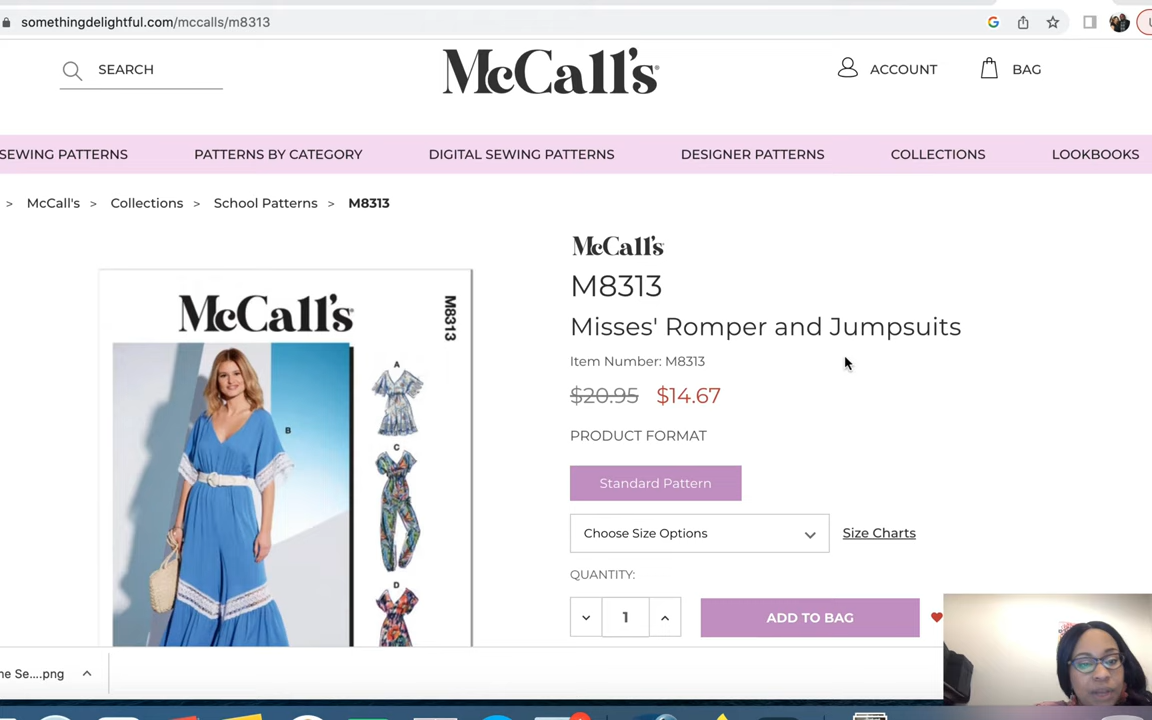 somethingdelightful.com/mccalls/m8313
SEARCH
McCall's
ACCOUNT
BAG
SEWING PATTERNS
PATTERNS BY CATEGORY
DIGITAL SEWING PATTERNS
DESIGNER PATTERNS
COLLECTIONS
LOOKBOOKS
> McCall's > Collections > School Patterns > M8313
McCall's
M8313
Misses' Romper and Jumpsuits
Item Number: M8313
$20.95 $14.67
PRODUCT FORMAT
Standard Pattern
Choose Size Options
Size Charts
QUANTITY:
1
ADD TO BAG
McCall's
M8313
A
B
C
D
ne Se....png